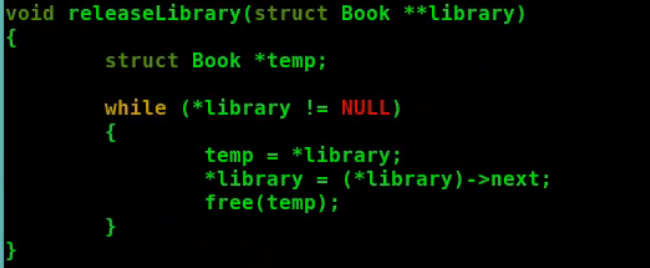 void releaseLibrary(struct Book **library)
{
        struct Book *temp;

        while (*library != NULL)
        {
                temp = *library;
                *library = (*library)->next;
                free(temp);
        }
}